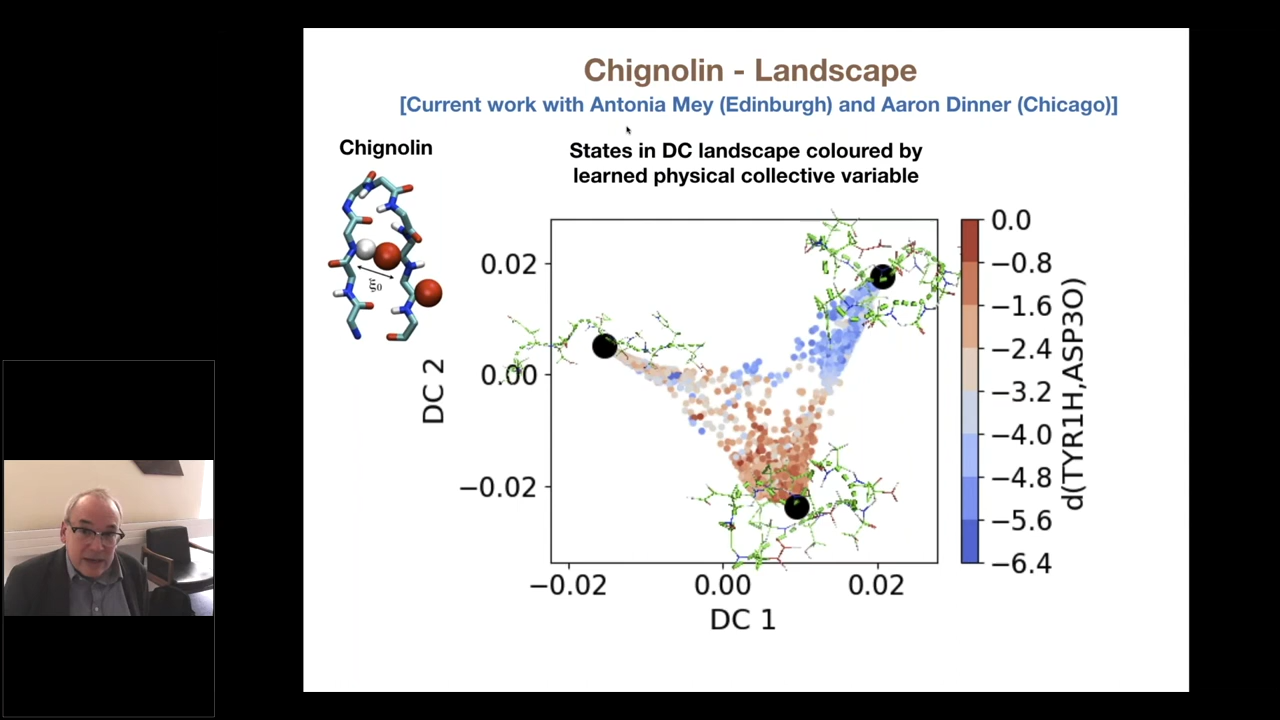 Chignolin - Landscape
[Current work with Antonia Mey (Edinburgh) and Aaron Dinner (Chicago)]
Chignolin
ξ0
States in DC landscape coloured by
learned physical collective variable
DC 2
0.02
0.00
−0.02
−0.02
0.00
0.02
DC 1
0.0
−0.8
−1.6
−2.4
−3.2
−4.0
−4.8
−5.6
−6.4
d(TYR1H,ASP3O)